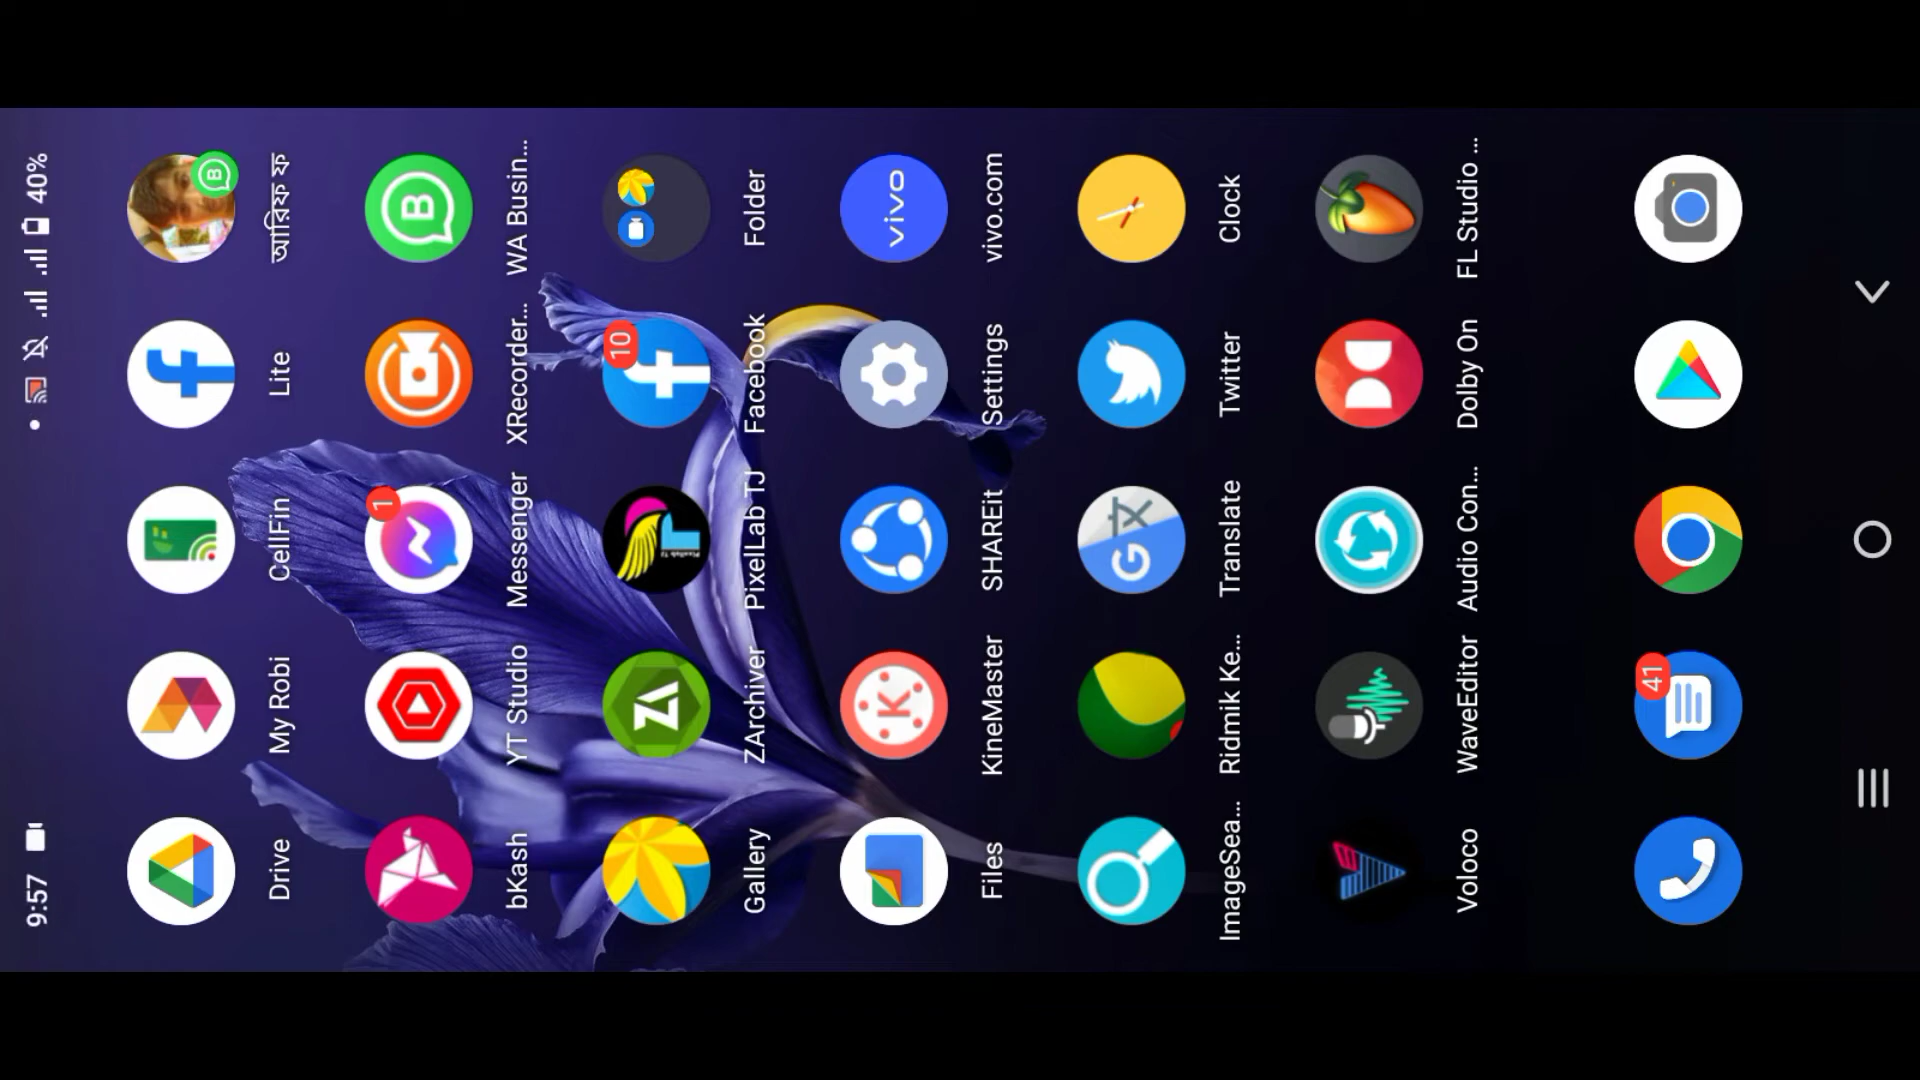 9:57 40%
Drive My Robi CellFin Lite আরিফ ফ
B
bKash YT Studio Messenger XRecorder... WA Busin...
1 B
Gallery ZArchiver PixelLab TJ Facebook Folder
ZA 10
Files KineMaster SHAREit Settings vivo.com
K vivo
ImageSea... Ridmik Ke... Translate Twitter Clock
G
Voloco WaveEditor Audio Con... Dolby On FL Studio ...
41